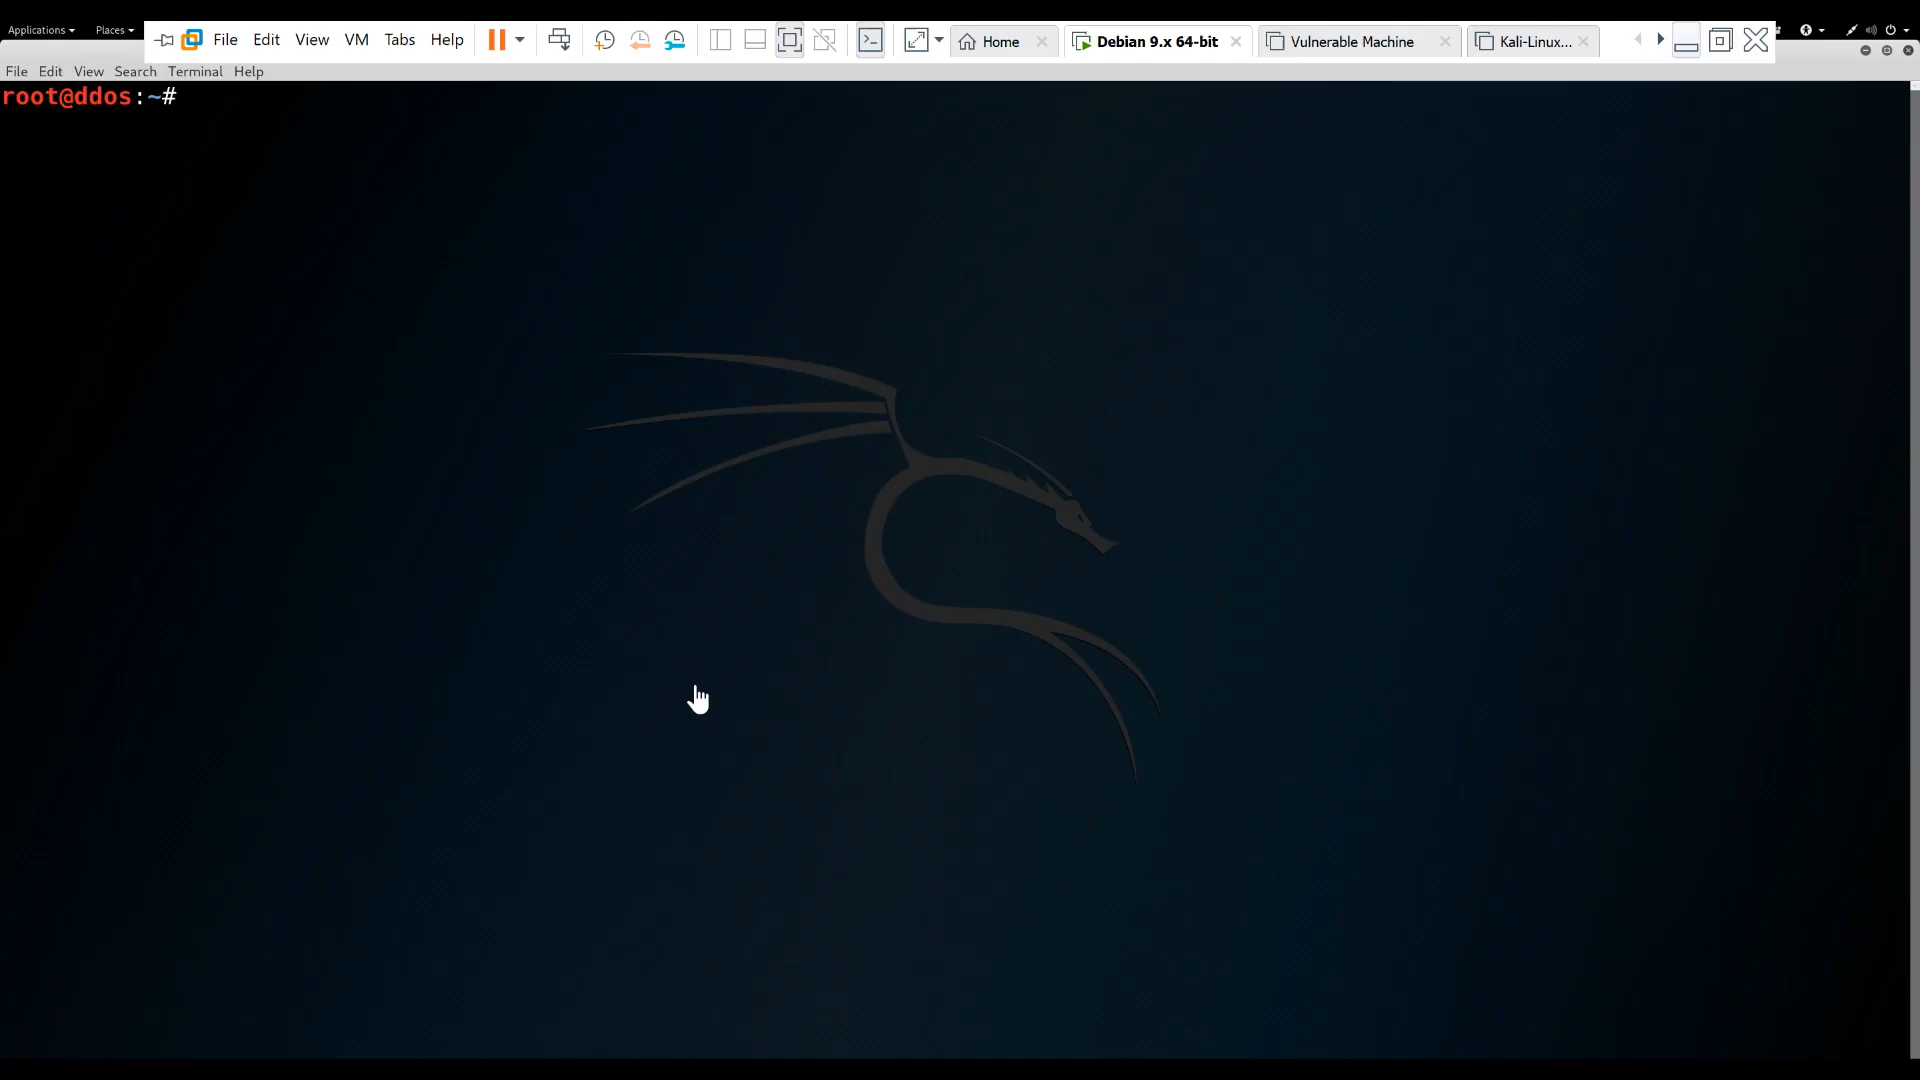 Applications Places
File Edit View VM Tabs Help Home Debian 9.x 64-bit Vulnerable Machine Kali-Linux...
File Edit View Search Terminal Help
root@ddos:~#